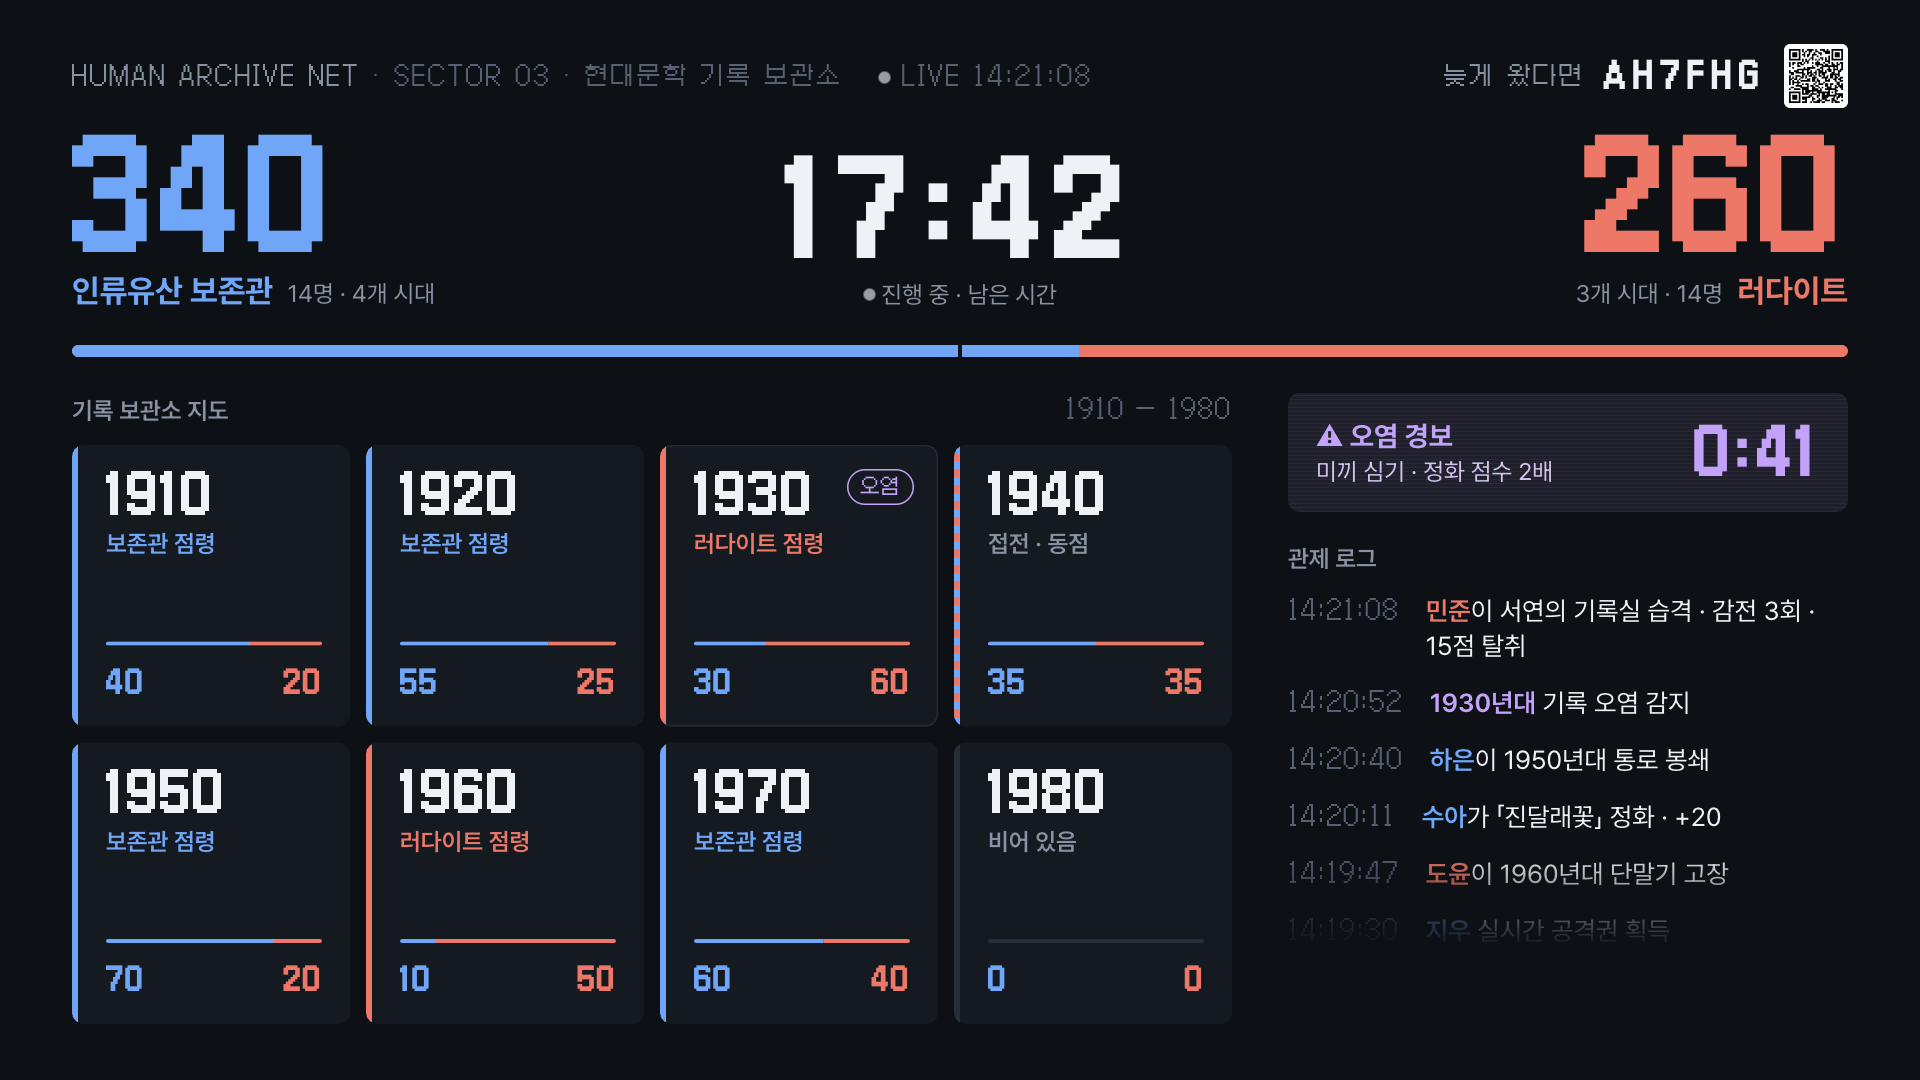 HUMAN ARCHIVE NET · SECTOR 03 · 현대문학 기록 보관소 ● LIVE 14:21:08
늦게 왔다면 AH7FHG
340
17:42
260
인류유산 보존관 14명 · 4개 시대
● 진행 중 · 남은 시간
3개 시대 · 14명 러다이트
기록 보관소 지도
1910 — 1980
1910
보존관 점령
40 20
1920
보존관 점령
55 25
1930 오염
러다이트 점령
30 60
1940
접전 · 동점
35 35
1950
보존관 점령
70 20
1960
러다이트 점령
10 50
1970
보존관 점령
60 40
1980
비어 있음
0 0
⚠ 오염 경보
미끼 심기 · 정화 점수 2배
0:41
관제 로그
14:21:08 민준이 서연의 기록실 습격 · 감전 3회 ·
15점 탈취
14:20:52 1930년대 기록 오염 감지
14:20:40 하은이 1950년대 통로 봉쇄
14:20:11 수아가 「진달래꽃」 정화 · +20
14:19:47 도윤이 1960년대 단말기 고장
14:19:30 지우 실시간 공격권 획득